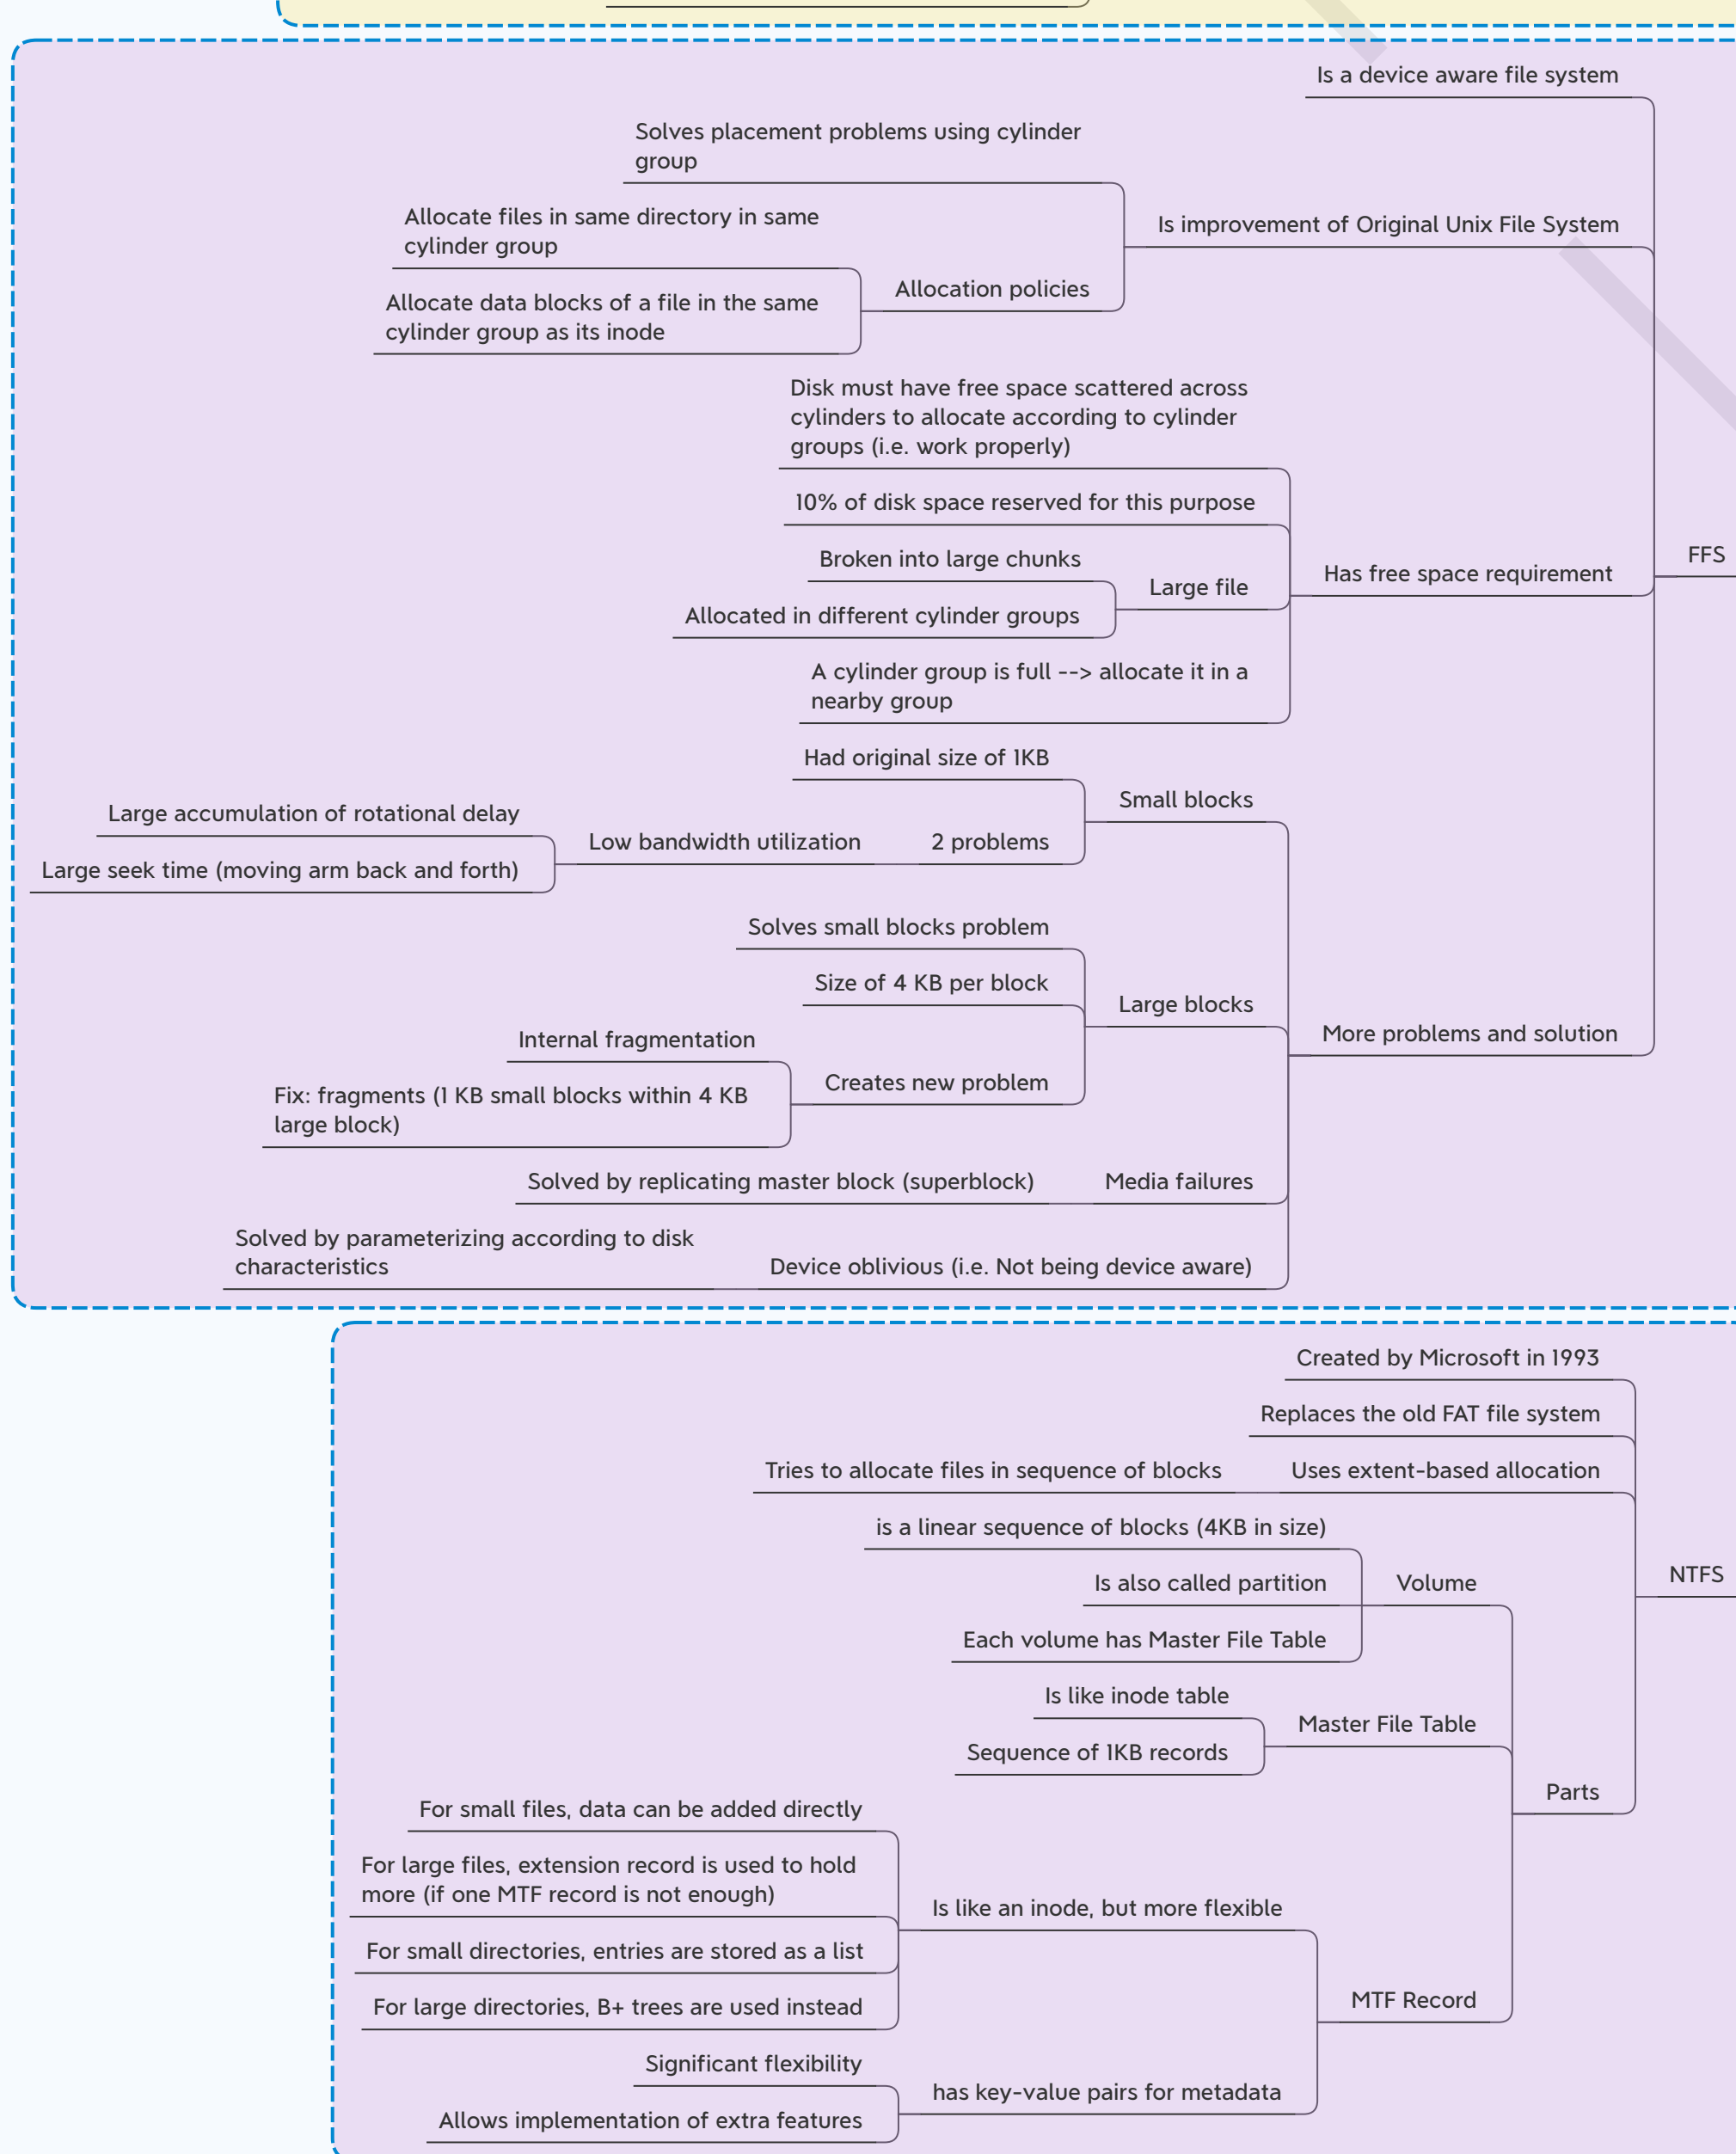 Is a device aware file system
Solves placement problems using cylinder
group
Is improvement of Original Unix File System
Allocate files in same directory in same
cylinder group
Allocation policies
Allocate data blocks of a file in the same
cylinder group as its inode
Disk must have free space scattered across
cylinders to allocate according to cylinder
groups (i.e. work properly)
10% of disk space reserved for this purpose
FFS
Broken into large chunks
Has free space requirement
Large file
Allocated in different cylinder groups
A cylinder group is full --> allocate it in a
nearby group
Had original size of 1KB
Small blocks
Large accumulation of rotational delay
Low bandwidth utilization
2 problems
Large seek time (moving arm back and forth)
Solves small blocks problem
Size of 4 KB per block
Large blocks
More problems and solution
Internal fragmentation
Creates new problem
Fix: fragments (1 KB small blocks within 4 KB
large block)
Solved by replicating master block (superblock)
Media failures
Solved by parameterizing according to disk
characteristics
Device oblivious (i.e. Not being device aware)
Created by Microsoft in 1993
Replaces the old FAT file system
Tries to allocate files in sequence of blocks
Uses extent-based allocation
is a linear sequence of blocks (4KB in size)
NTFS
Is also called partition
Volume
Each volume has Master File Table
Is like inode table
Master File Table
Sequence of 1KB records
Parts
For small files, data can be added directly
For large files, extension record is used to hold
more (if one MTF record is not enough)
Is like an inode, but more flexible
For small directories, entries are stored as a list
MTF Record
For large directories, B+ trees are used instead
Significant flexibility
has key-value pairs for metadata
Allows implementation of extra features